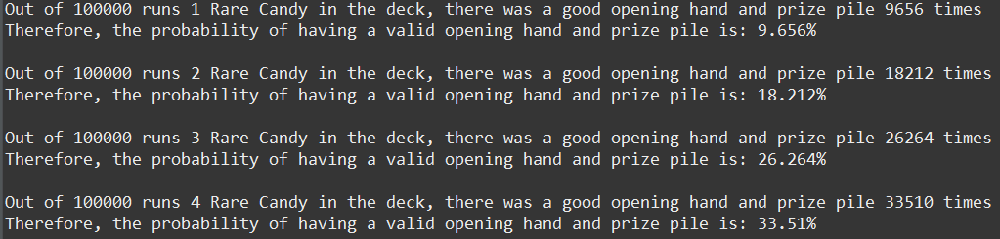 Out of 100000 runs 1 Rare Candy in the deck, there was a good opening hand and prize pile 9656 times
Therefore, the probability of having a valid opening hand and prize pile is: 9.656%
Out of 100000 runs 2 Rare Candy in the deck, there was a good opening hand and prize pile 18212 times
Therefore, the probability of having a valid opening hand and prize pile is: 18.212%
Out of 100000 runs 3 Rare Candy in the deck, there was a good opening hand and prize pile 26264 times
Therefore, the probability of having a valid opening hand and prize pile is: 26.264%
Out of 100000 runs 4 Rare Candy in the deck, there was a good opening hand and prize pile 33510 times
Therefore, the probability of having a valid opening hand and prize pile is: 33.51%